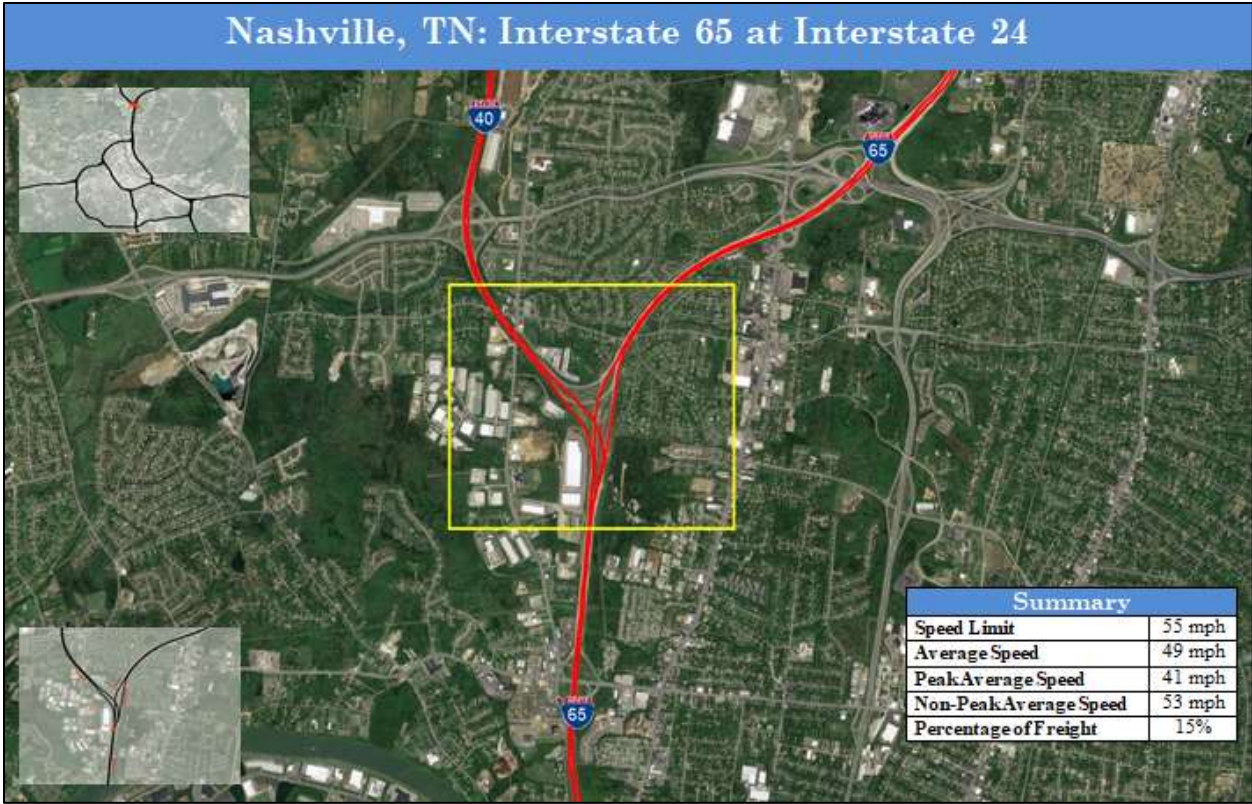 Nashville, TN: Interstate 65 at Interstate 24
40
65
65
Summary
Speed Limit 55 mph
Average Speed 49 mph
Peak Average Speed 41 mph
Non-Peak Average Speed 53 mph
Percentage of Freight 15%